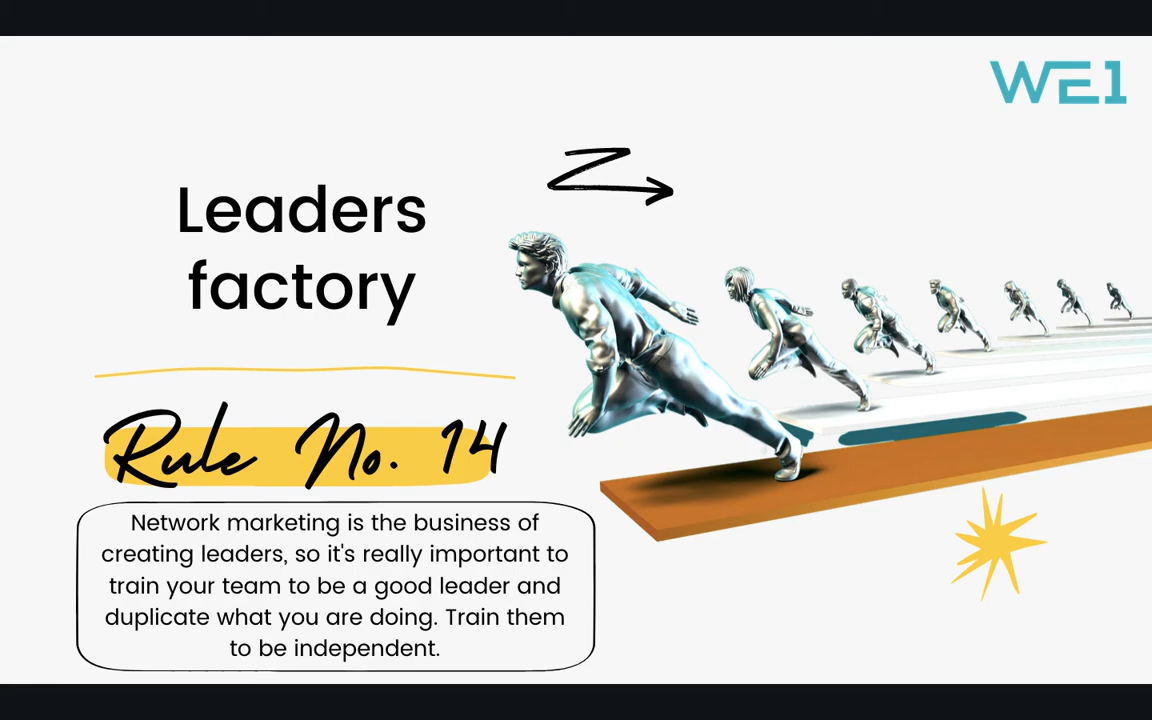 WE1
Leaders
factory
Rule No. 14
Network marketing is the business of
creating leaders, so it's really important to
train your team to be a good leader and
duplicate what you are doing. Train them
to be independent.